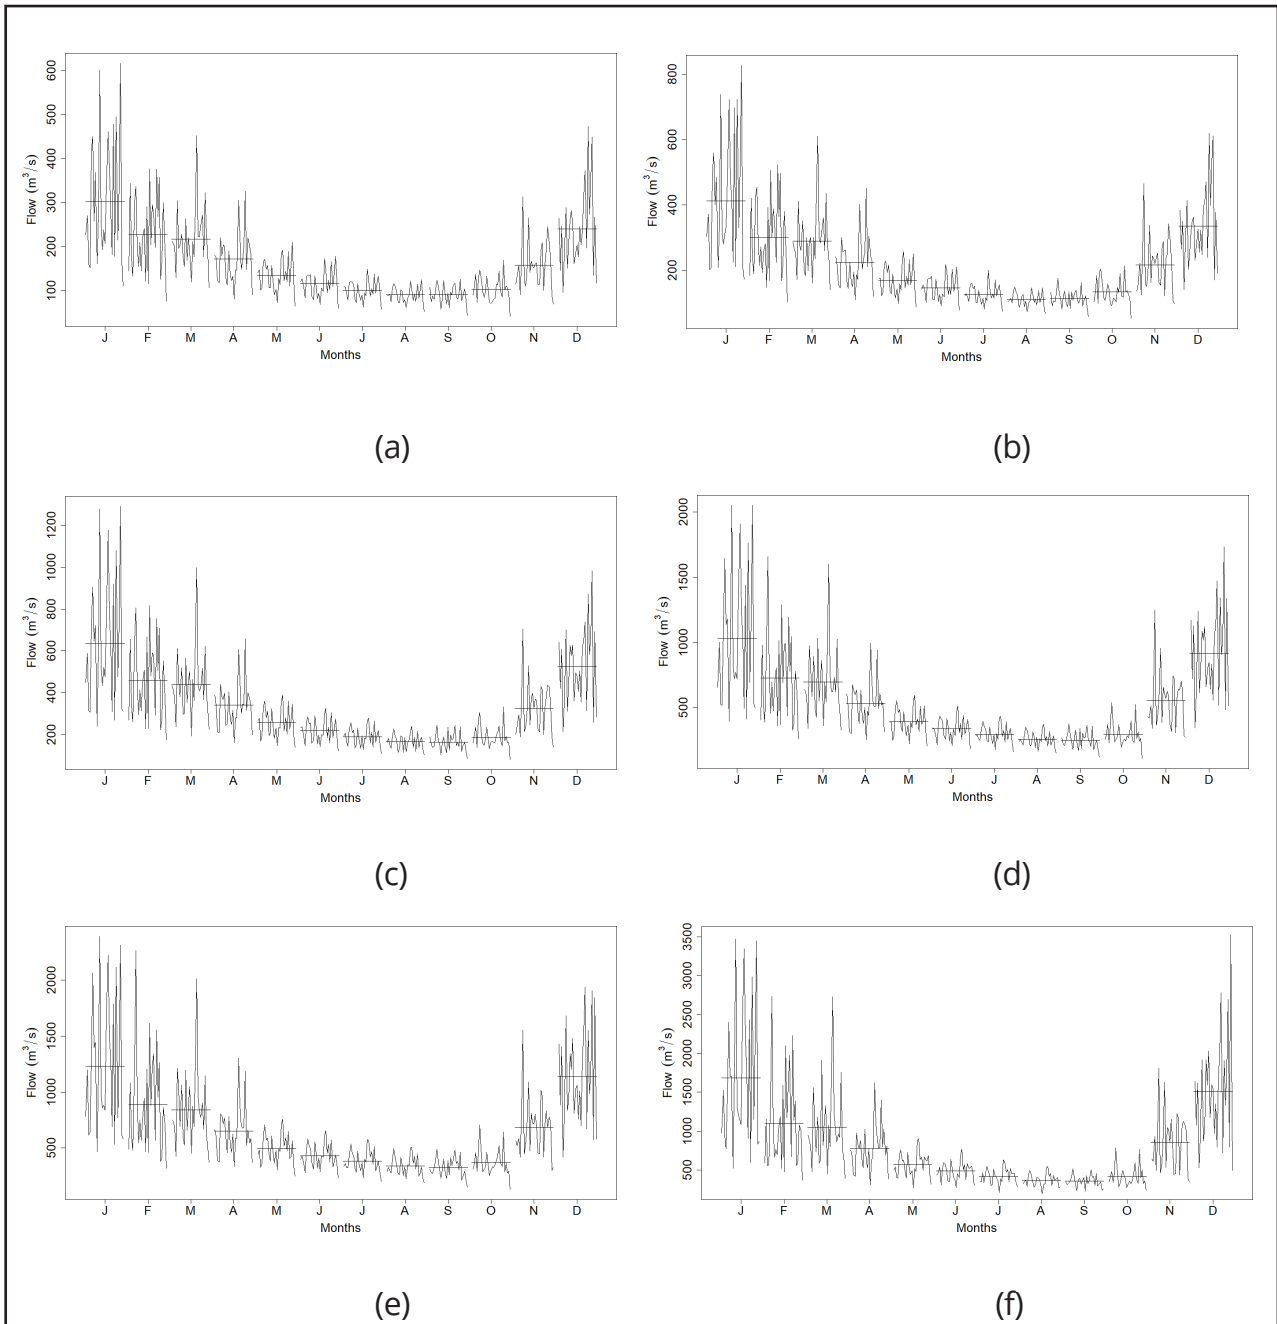 600
500
400
300
200
100
Flow (m³/s)
J F M A M J J A S O N D
Months
(a)
800
600
400
200
Flow (m³/s)
J F M A M J J A S O N D
Months
(b)
1200
1000
800
600
400
200
Flow (m³/s)
J F M A M J J A S O N D
Months
(c)
2000
1500
1000
500
Flow (m³/s)
J F M A M J J A S O N D
Months
(d)
2000
1500
1000
500
Flow (m³/s)
J F M A M J J A S O N D
Months
(e)
3500
3000
2500
2000
1500
1000
500
Flow (m³/s)
J F M A M J J A S O N D
Months
(f)